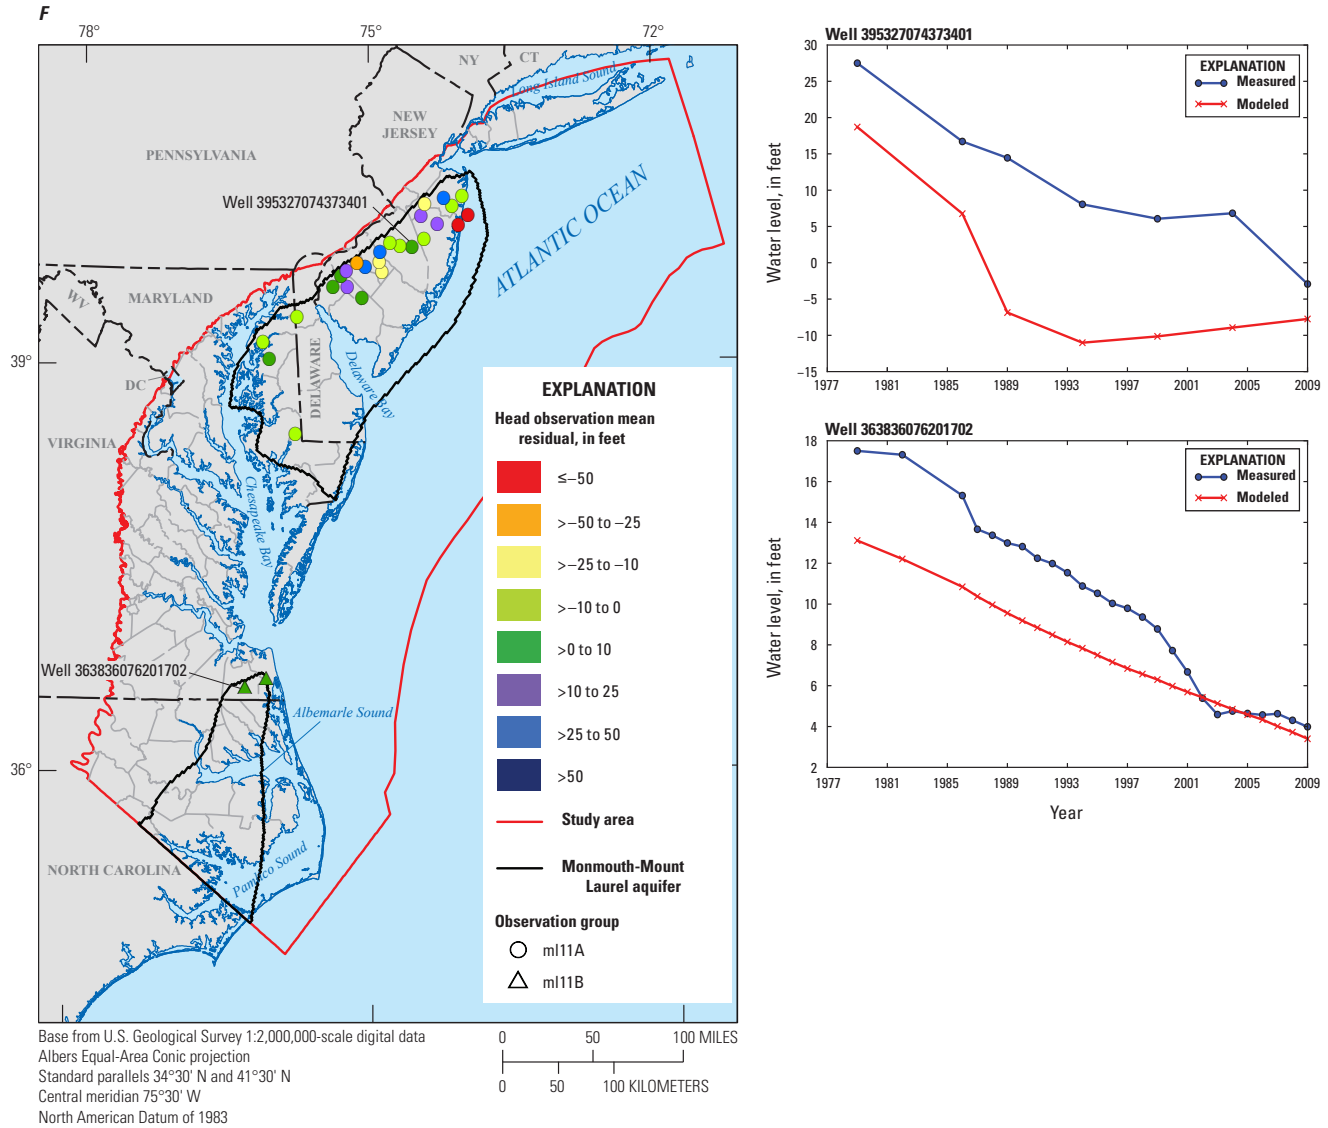 F
78°
75°
72°
NY
CT
Long Island Sound
NEW
JERSEY
PENNSYLVANIA
Well 395327074373401
ATLANTIC OCEAN
WV
MARYLAND
39°
DC
DELAWARE
Delaware Bay
VIRGINIA
Chesapeake Bay
Well 363836076201702
Albemarle Sound
36°
NORTH CAROLINA
Pamlico Sound
EXPLANATION
Head observation mean
residual, in feet
≤−50
>−50 to −25
>−25 to −10
>−10 to 0
>0 to 10
>10 to 25
>25 to 50
>50
Study area
Monmouth-Mount
Laurel aquifer
Observation group
ml11A
ml11B
Base from U.S. Geological Survey 1:2,000,000-scale digital data
Albers Equal-Area Conic projection
Standard parallels 34°30' N and 41°30' N
Central meridian 75°30' W
North American Datum of 1983
0 50 100 MILES
0 50 100 KILOMETERS
Well 395327074373401
EXPLANATION
Measured
Modeled
Water level, in feet
30
25
20
15
10
5
0
−5
−10
−15
1977 1981 1985 1989 1993 1997 2001 2005 2009
Well 363836076201702
EXPLANATION
Measured
Modeled
Water level, in feet
18
16
14
12
10
8
6
4
2
1977 1981 1985 1989 1993 1997 2001 2005 2009
Year